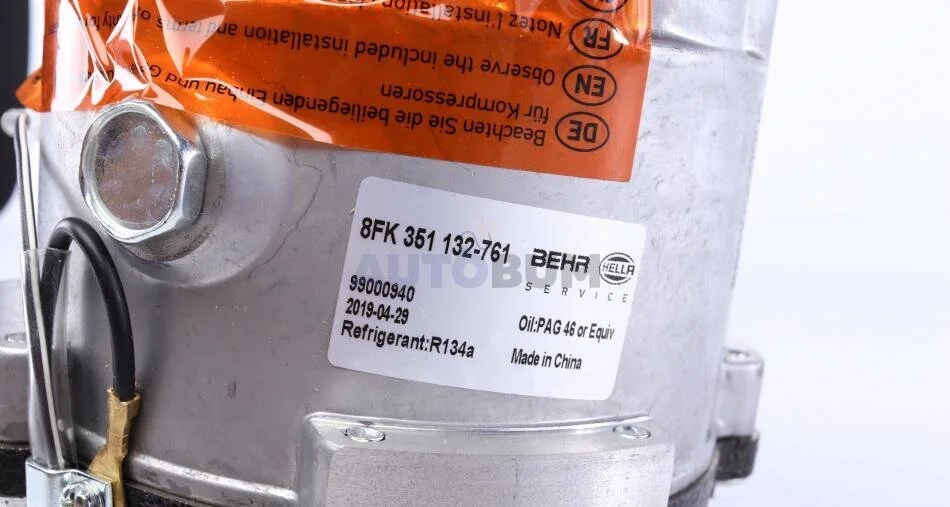 DE
Beachten Sie die beiliegenden Einbau und
für Kompressoren
EN
Observe the included installation and terms of
FR
Notez l'installation
8FK 351 132-761
BEHR HELLA
SERVICE
99000940
2019-04-29
Refrigerant:R134a
Oil:PAG 46 or Equiv
Made in China
AUTOBUM